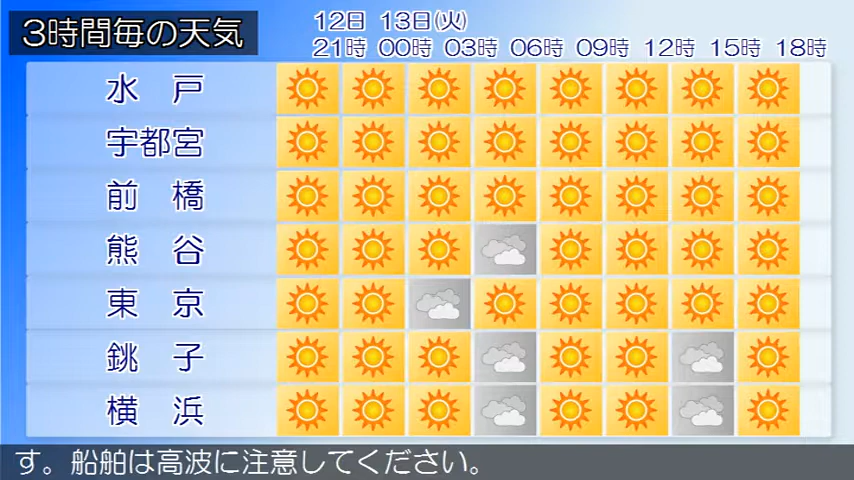 3時間毎の天気
12日 13日(火)
21時 00時 03時 06時 09時 12時 15時 18時
水戸
宇都宮
前橋
熊谷
東京
銚子
横浜
す。船舶は高波に注意してください。